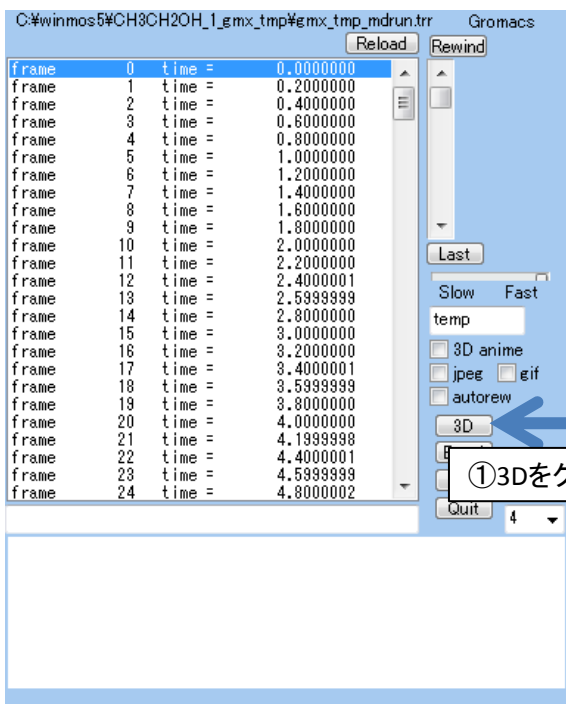 C:¥winmos5¥CH3CH2OH_1_gmx_tmp¥gmx_tmp_mdrun.trr Gromacs
Reload Rewind
frame 0 time = 0.0000000
frame 1 time = 0.2000000
frame 2 time = 0.4000000
frame 3 time = 0.6000000
frame 4 time = 0.8000000
frame 5 time = 1.0000000
frame 6 time = 1.2000000
frame 7 time = 1.4000000
frame 8 time = 1.6000000
frame 9 time = 1.8000000
frame 10 time = 2.0000000
frame 11 time = 2.2000000
frame 12 time = 2.4000001
frame 13 time = 2.5999999
frame 14 time = 2.8000000
frame 15 time = 3.0000000
frame 16 time = 3.2000000
frame 17 time = 3.4000001
frame 18 time = 3.5999999
frame 19 time = 3.8000000
frame 20 time = 4.0000000
frame 21 time = 4.1999998
frame 22 time = 4.4000001
frame 23 time = 4.5999999
frame 24 time = 4.8000002
Last
Slow Fast
temp
3D anime
jpeg gif
autorew
3D
①3Dをク
Quit 4